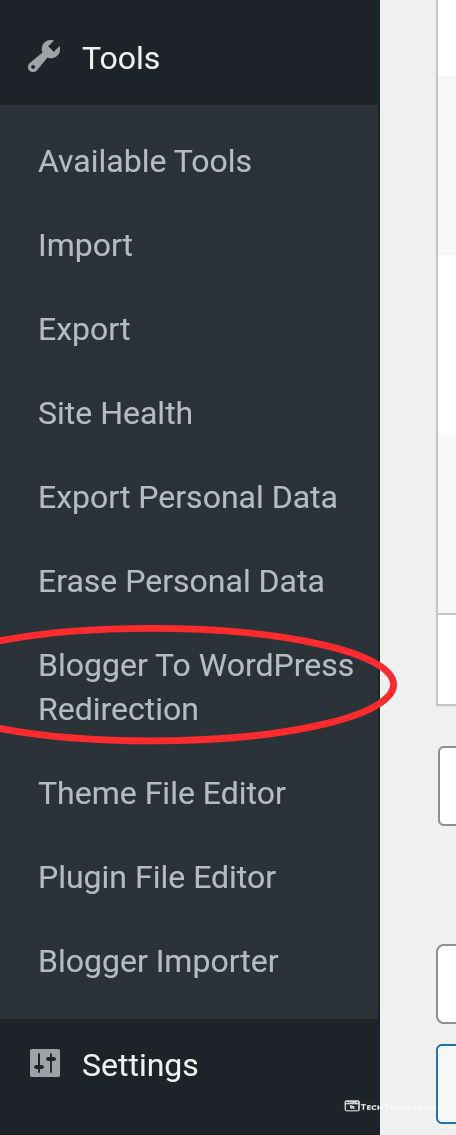 Tools
Available Tools
Import
Export
Site Health
Export Personal Data
Erase Personal Data
Blogger To WordPress
Redirection
Theme File Editor
Plugin File Editor
Blogger Importer
Settings